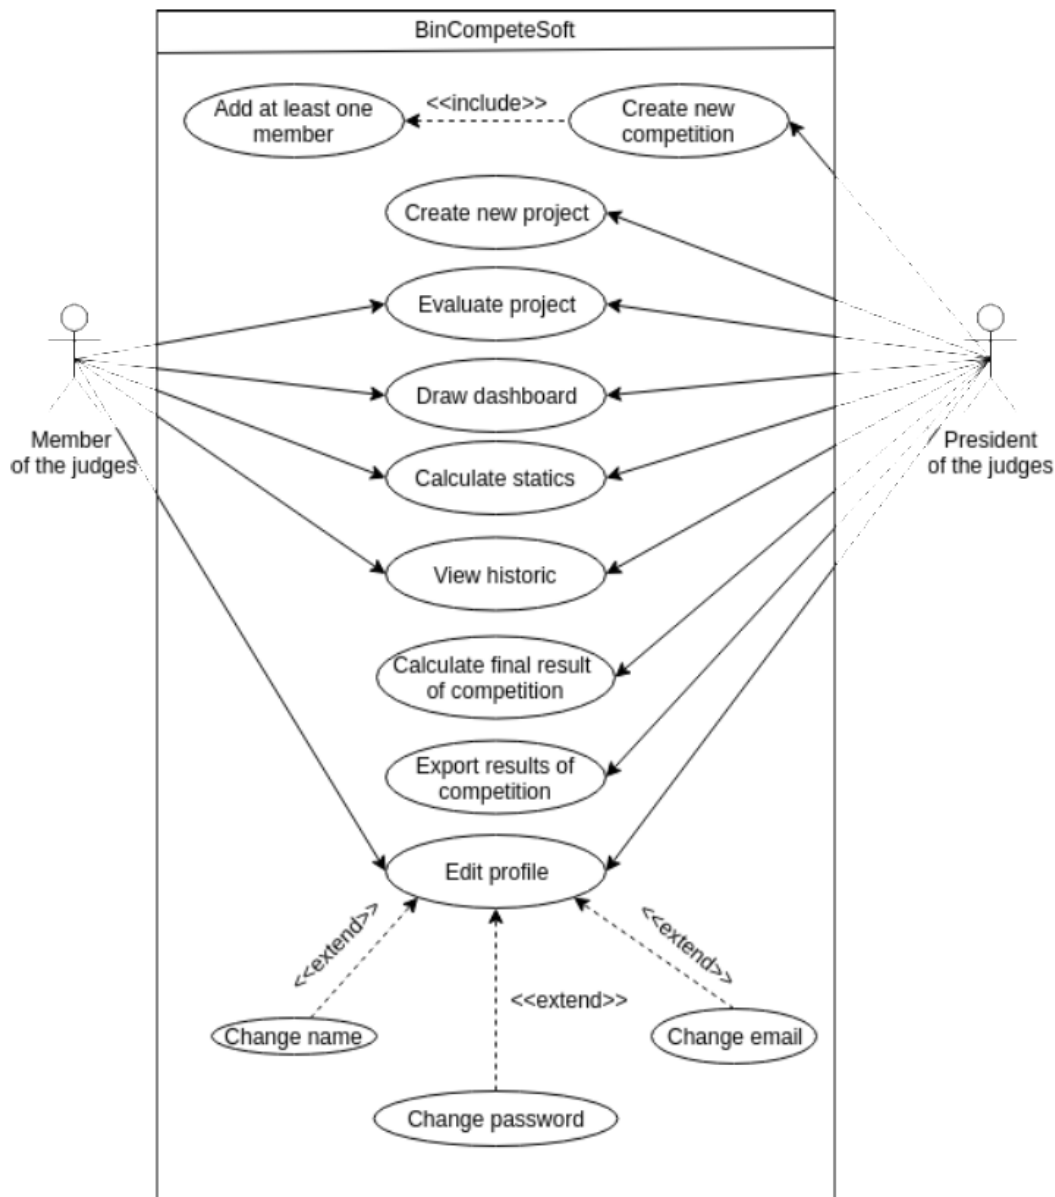 BinCompeteSoft
Add at least one
member
<<include>>
Create new
competition
Create new project
Evaluate project
Draw dashboard
Member
of the judges
President
of the judges
Calculate statics
View historic
Calculate final result
of competition
Export results of
competition
Edit profile
<<extend>>
<<extend>>
<<extend>>
Change name
Change email
Change password